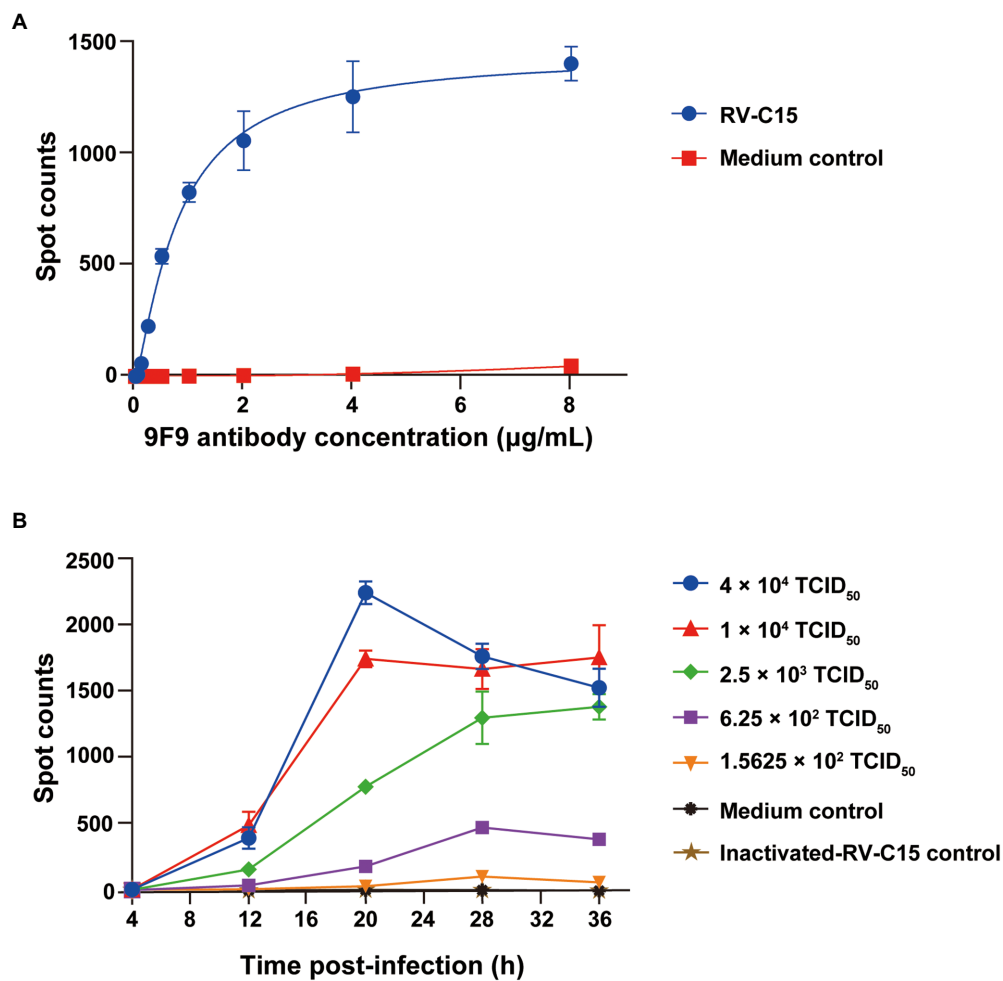 A
1500
1000
500
0
Spot counts
0 2 4 6 8
9F9 antibody concentration (µg/mL)
RV-C15
Medium control
B
2500
2000
1500
1000
500
0
Spot counts
4 8 12 16 20 24 28 32 36
Time post-infection (h)
4 × 10⁴ TCID₅₀
1 × 10⁴ TCID₅₀
2.5 × 10³ TCID₅₀
6.25 × 10² TCID₅₀
1.5625 × 10² TCID₅₀
Medium control
Inactivated-RV-C15 control